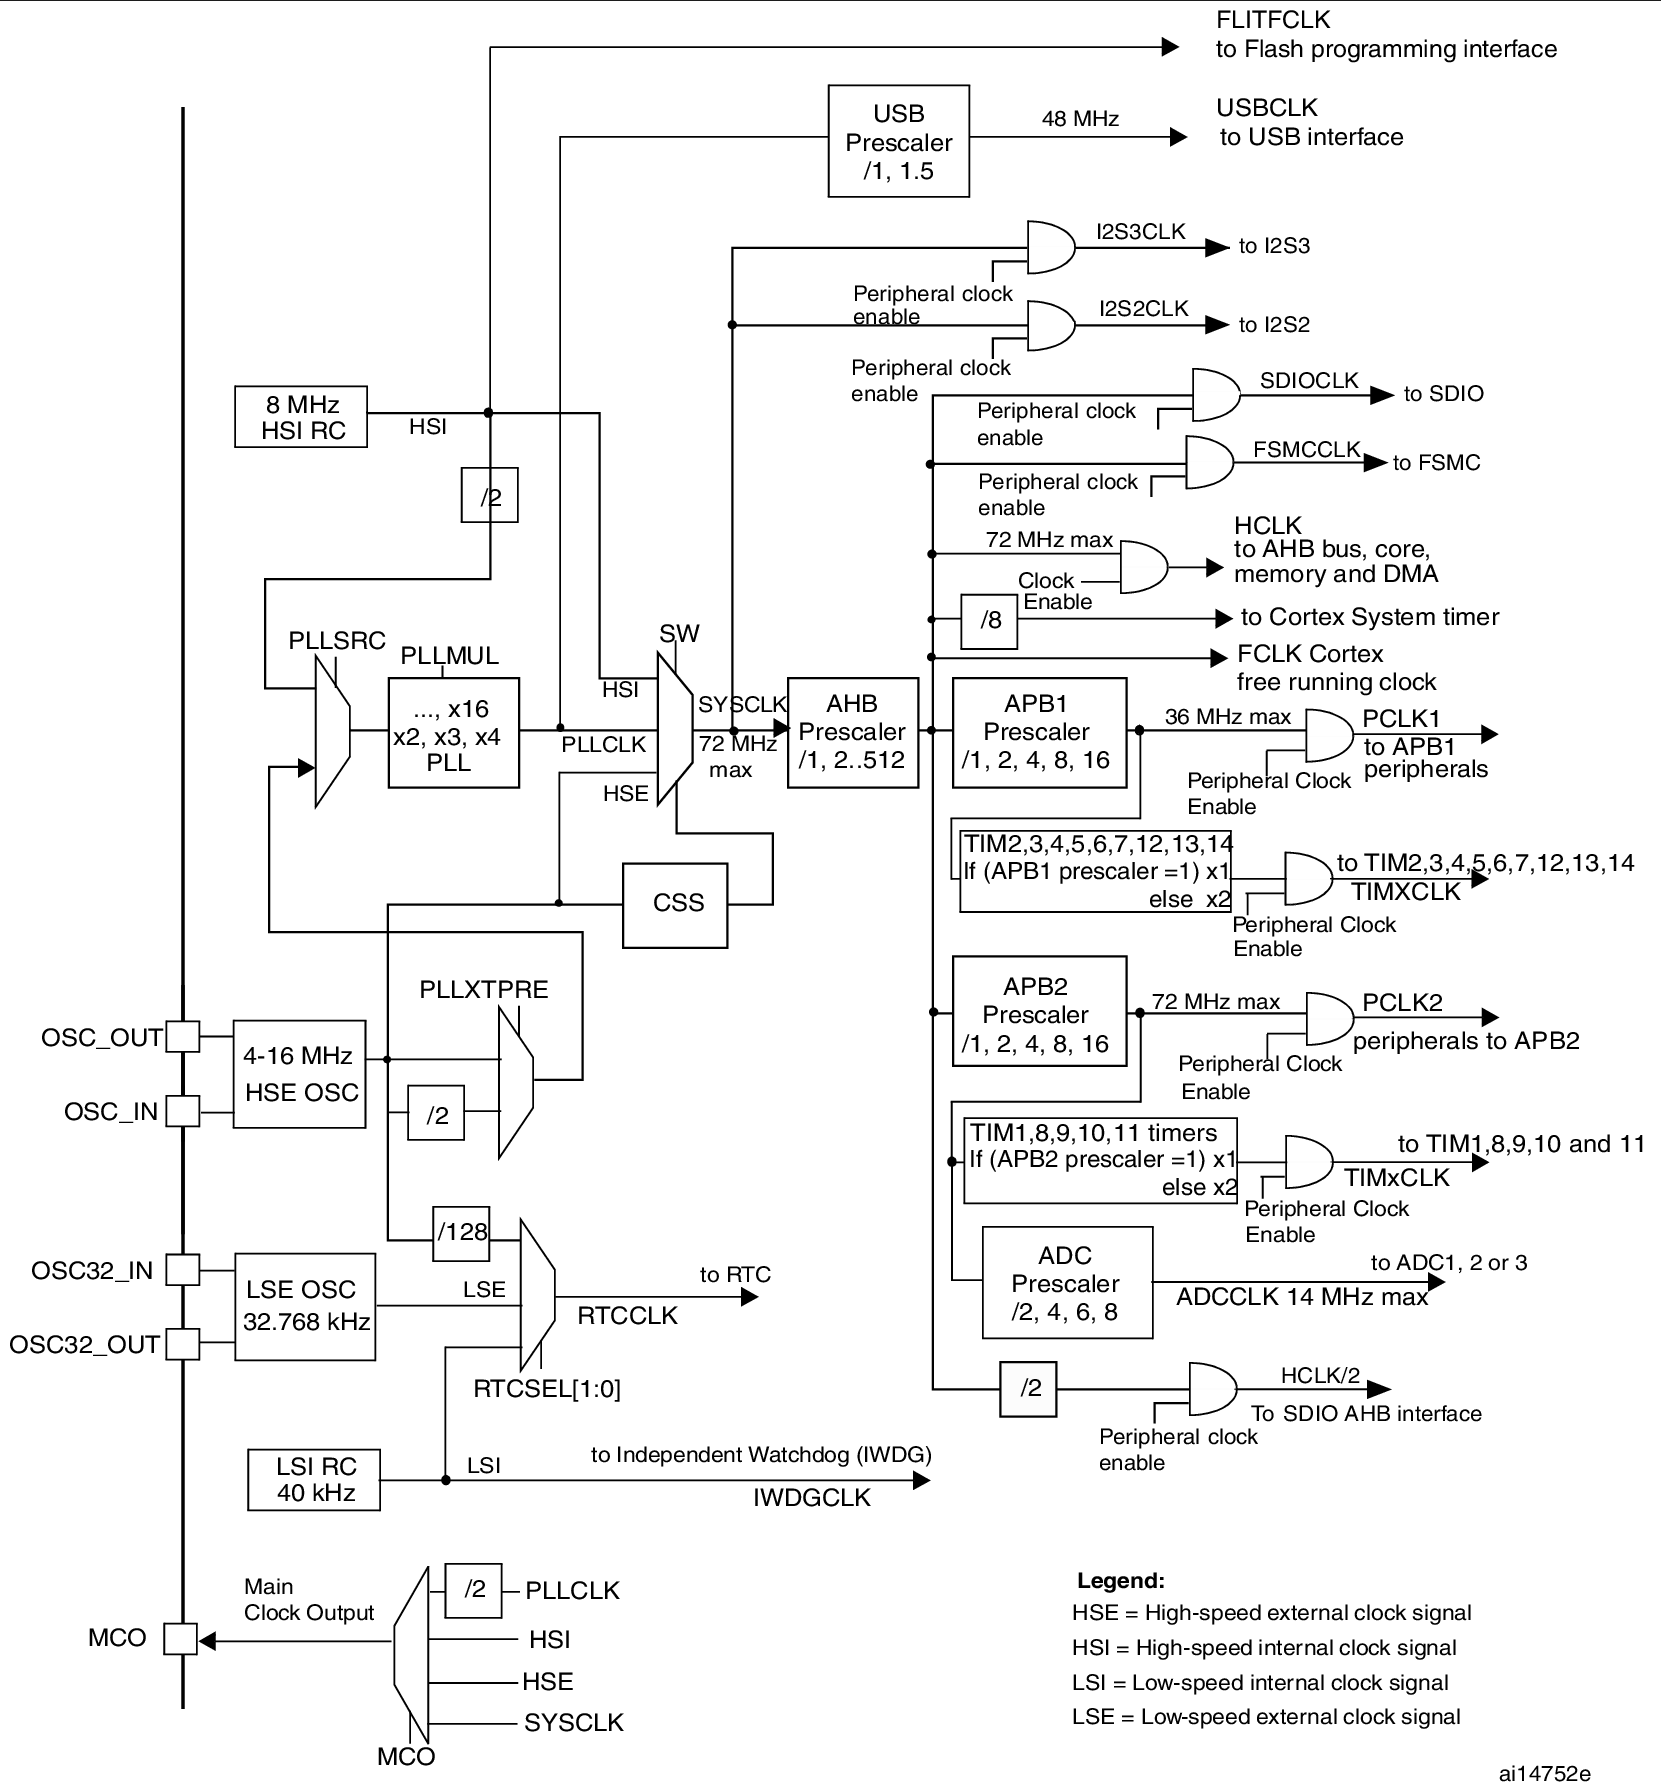 FLITFCLK
to Flash programming interface
USB
Prescaler
/1, 1.5
48 MHz
USBCLK
to USB interface
I2S3CLK
to I2S3
Peripheral clock
enable
I2S2CLK
to I2S2
Peripheral clock
enable
SDIOCLK
to SDIO
Peripheral clock
enable
8 MHz
HSI RC
HSI
FSMCCLK
to FSMC
Peripheral clock
enable
/2
72 MHz max
HCLK
to AHB bus, core,
memory and DMA
Clock
Enable
/8
to Cortex System timer
FCLK Cortex
free running clock
PLLSRC
PLLMUL
..., x16
x2, x3, x4
PLL
SW
HSI
PLLCLK
HSE
SYSCLK
72 MHz
max
AHB
Prescaler
/1, 2..512
APB1
Prescaler
/1, 2, 4, 8, 16
36 MHz max
PCLK1
to APB1
peripherals
Peripheral Clock
Enable
TIM2,3,4,5,6,7,12,13,14
If (APB1 prescaler =1) x1
else  x2
to TIM2,3,4,5,6,7,12,13,14
TIMXCLK
Peripheral Clock
Enable
CSS
PLLXTPRE
OSC_OUT
OSC_IN
4-16 MHz
HSE OSC
/2
APB2
Prescaler
/1, 2, 4, 8, 16
72 MHz max
PCLK2
peripherals to APB2
Peripheral Clock
Enable
TIM1,8,9,10,11 timers
If (APB2 prescaler =1) x1
else x2
to TIM1,8,9,10 and 11
TIMxCLK
Peripheral Clock
Enable
/128
OSC32_IN
OSC32_OUT
LSE OSC
32.768 kHz
LSE
to RTC
RTCCLK
RTCSEL[1:0]
ADC
Prescaler
/2, 4, 6, 8
to ADC1, 2 or 3
ADCCLK 14 MHz max
/2
HCLK/2
To SDIO AHB interface
Peripheral clock
enable
LSI RC
40 kHz
LSI
to Independent Watchdog (IWDG)
IWDGCLK
Main
Clock Output
MCO
/2
PLLCLK
HSI
HSE
SYSCLK
MCO
Legend:
HSE = High-speed external clock signal
HSI = High-speed internal clock signal
LSI = Low-speed internal clock signal
LSE = Low-speed external clock signal
ai14752e